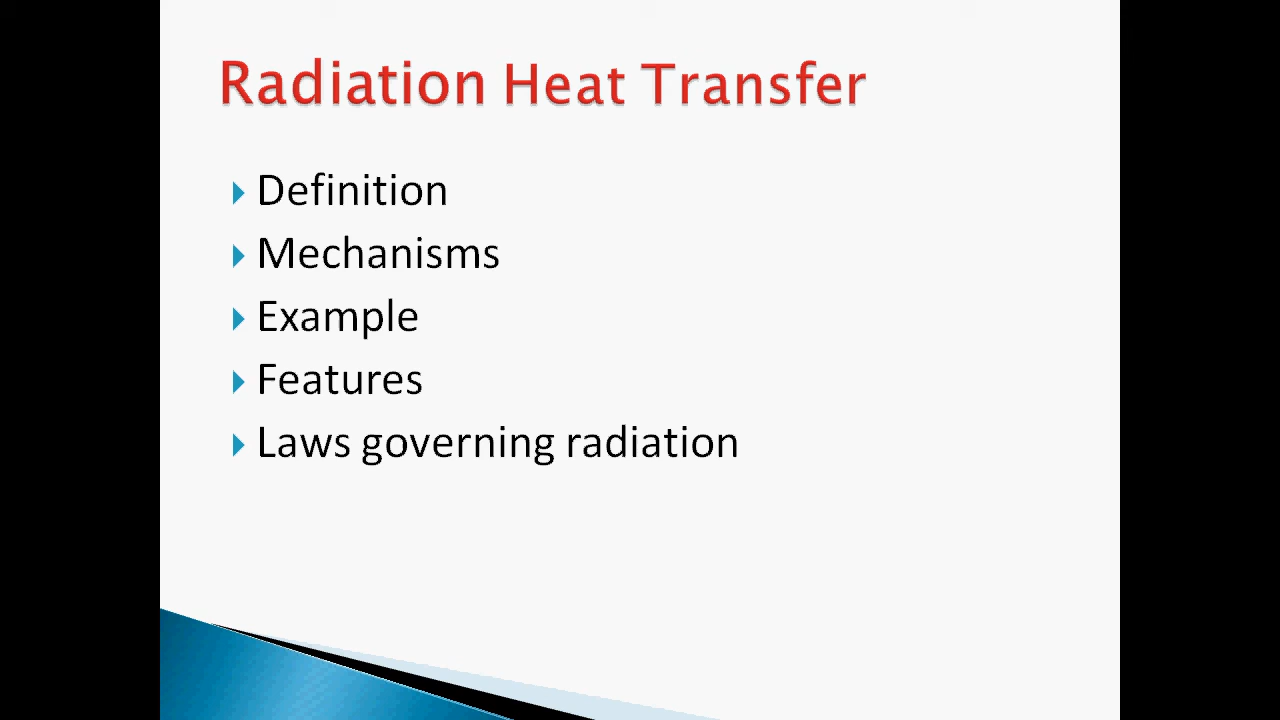 Radiation Heat Transfer
Definition
Mechanisms
Example
Features
Laws governing radiation